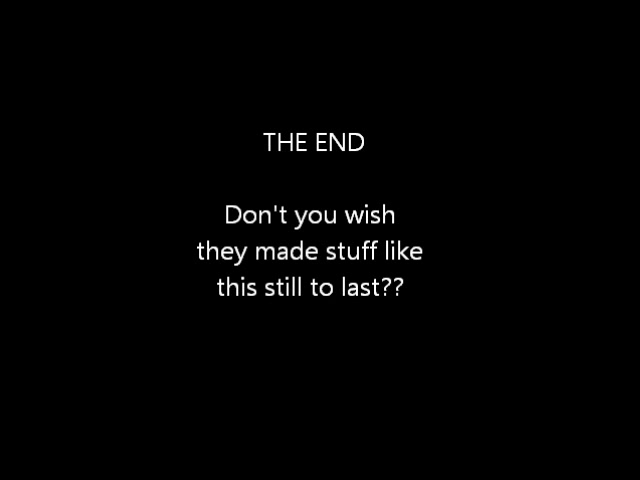 THE END
Don't you wish
they made stuff like
this still to last??